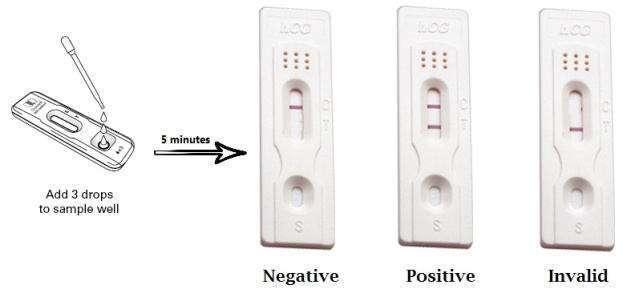 Add 3 drops
to sample well
5 minutes
hCG
C
T
S
Negative
hCG
C
T
S
Positive
hCG
C
T
S
Invalid